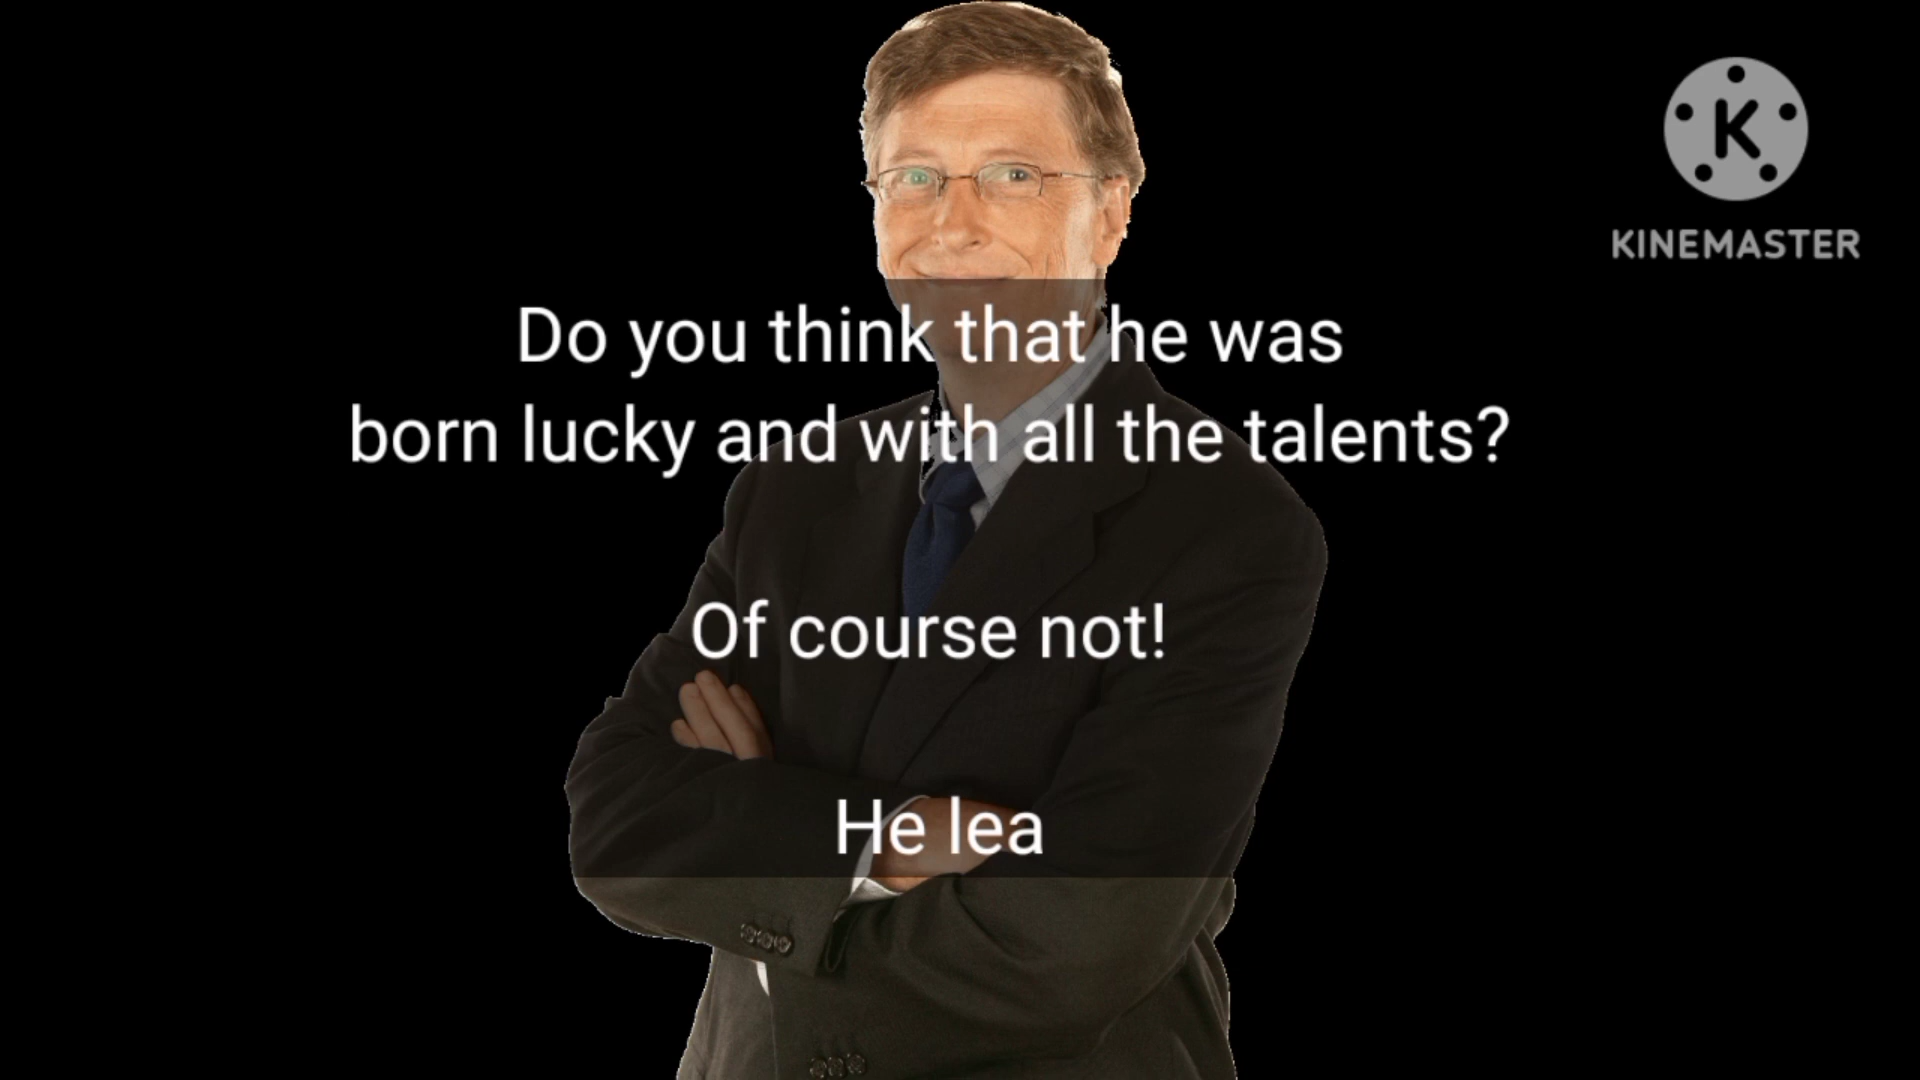 K
KINEMASTER
Do you think that he was
born lucky and with all the talents?
Of course not!
He lea